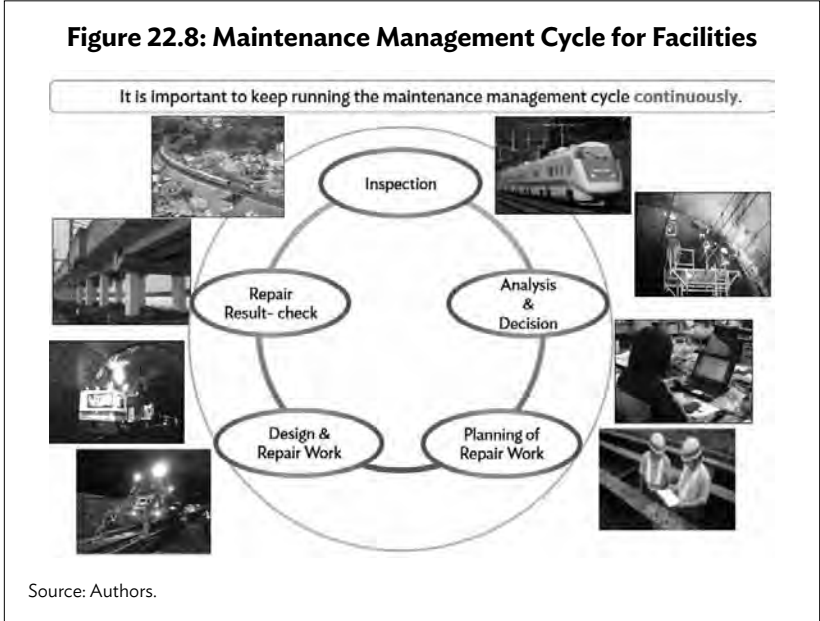 Figure 22.8: Maintenance Management Cycle for Facilities
It is important to keep running the maintenance management cycle continuously.
Inspection
Analysis
&
Decision
Planning of
Repair Work
Design &
Repair Work
Repair
Result- check
Source: Authors.